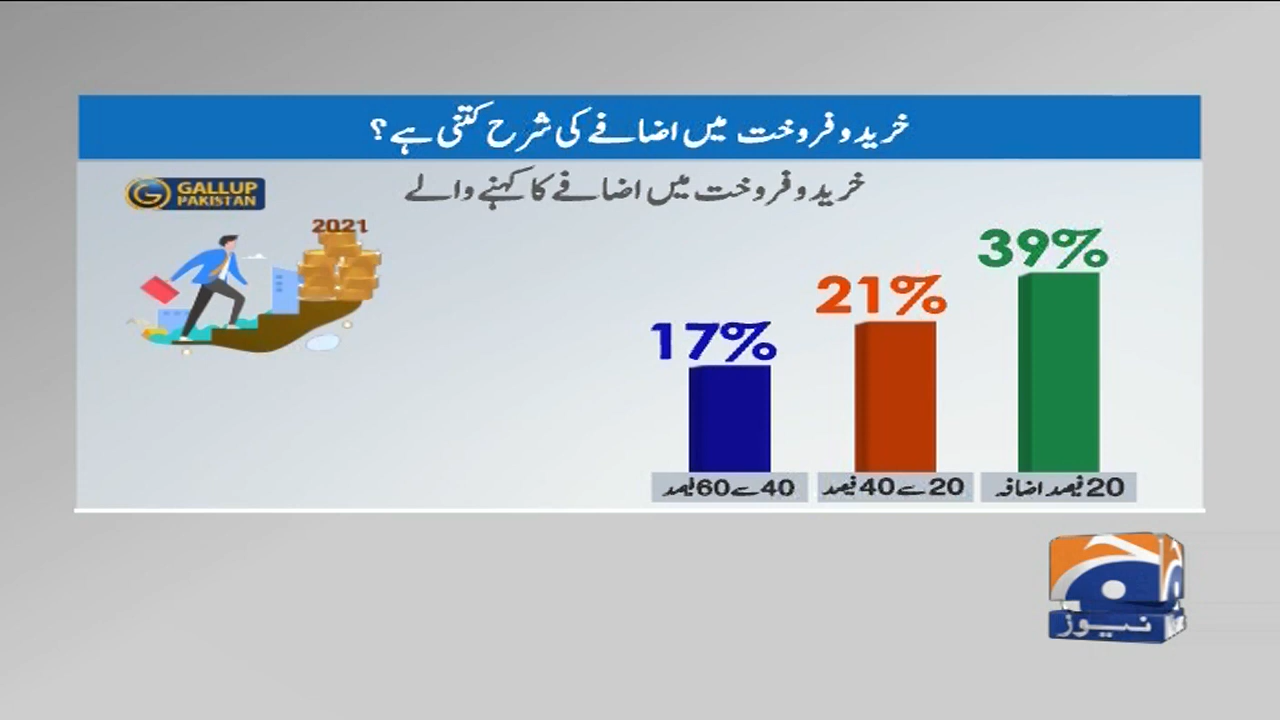 خرید و فروخت میں اضافے کی شرح کتنی ہے؟
خرید و فروخت میں اضافے کا کہنے والے
GALLUP
PAKISTAN
2021
39%
21%
17%
20 فیصد اضافہ
20 سے 40 فیصد
40 سے 60 فیصد
نیوز